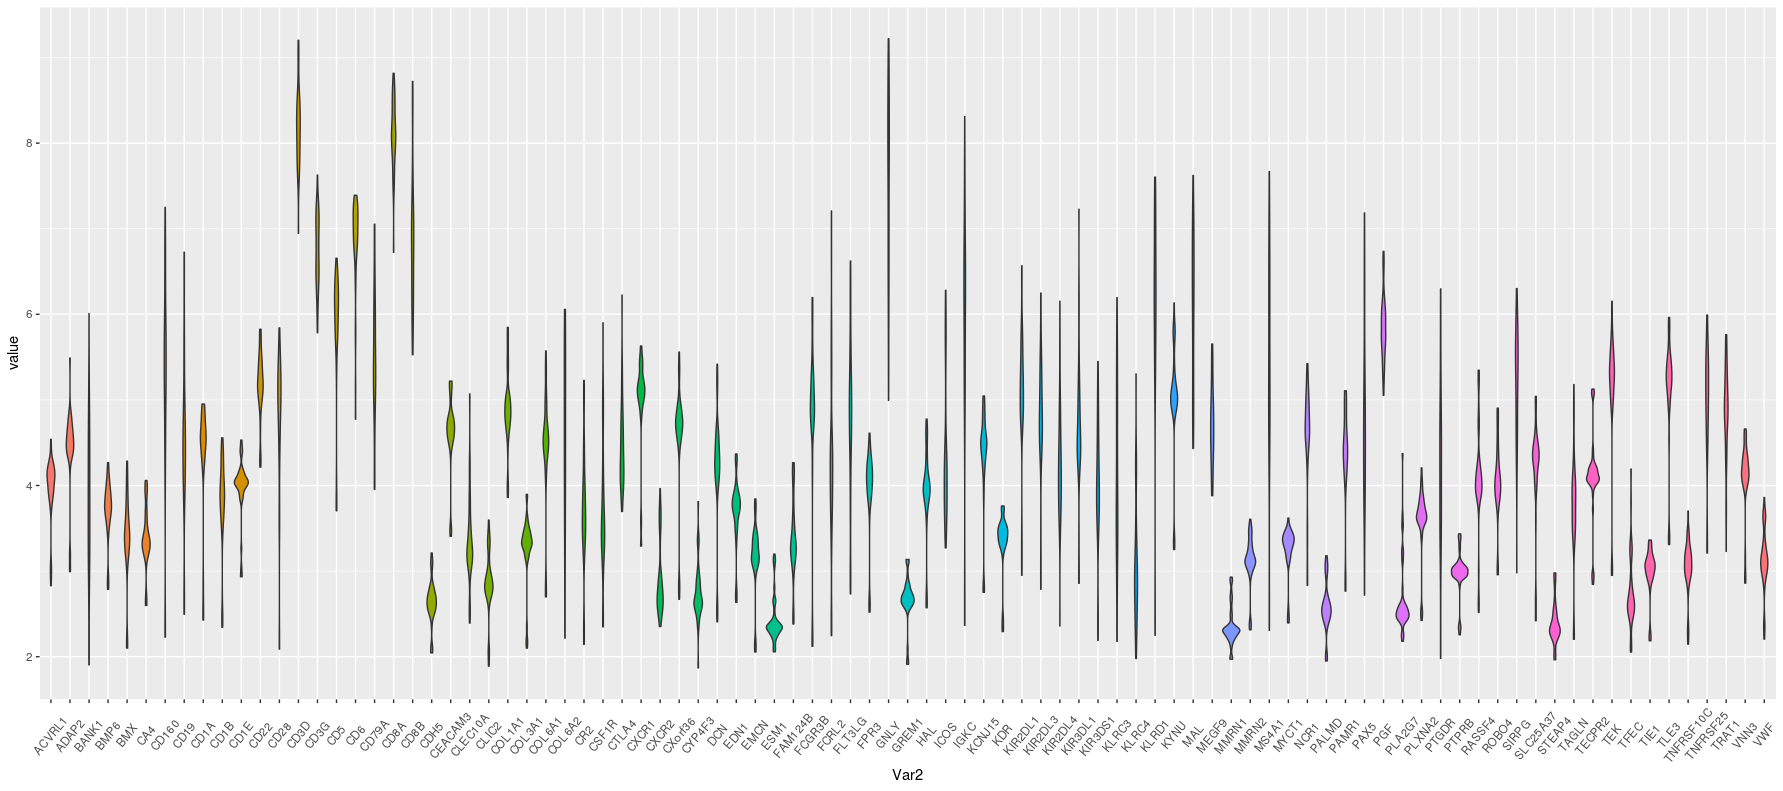 8
6
4
2
value
ACVRL1
ADAP2
BANK1
BMP6
BMX
CA4
CD160
CD19
CD1A
CD1B
CD1E
CD22
CD28
CD3D
CD3G
CD5
CD6
CD79A
CD8A
CD8B
CDH5
CEACAM3
CLEC10A
CLIC2
COL1A1
COL3A1
COL6A1
COL6A2
CR2
CSF1R
CTLA4
CXCR1
CXCR2
CXorf36
CYP4F3
DCN
EDN1
EMCN
ESM1
FAM124B
FCGR3B
FCRL2
FLT3LG
FPR3
GNLY
GREM1
HAL
ICOS
IGKC
KCNJ15
KDR
KIR2DL1
KIR2DL3
KIR2DL4
KIR3DL1
KIR3DS1
KLRC3
KLRC4
KLRD1
KYNU
MAL
MEGF9
MMRN1
MMRN2
MS4A1
MYCT1
NCR1
PALMD
PAMR1
PAX5
PGF
PLA2G7
PLXNA2
PTGDR
PTPRB
RASSF4
ROBO4
SIRPG
SLC25A37
STEAP4
TAGLN
TECPR2
TEK
TFEC
TIE1
TLE3
TNFRSF10C
TNFRSF25
TRAT1
VNN3
VWF
Var2